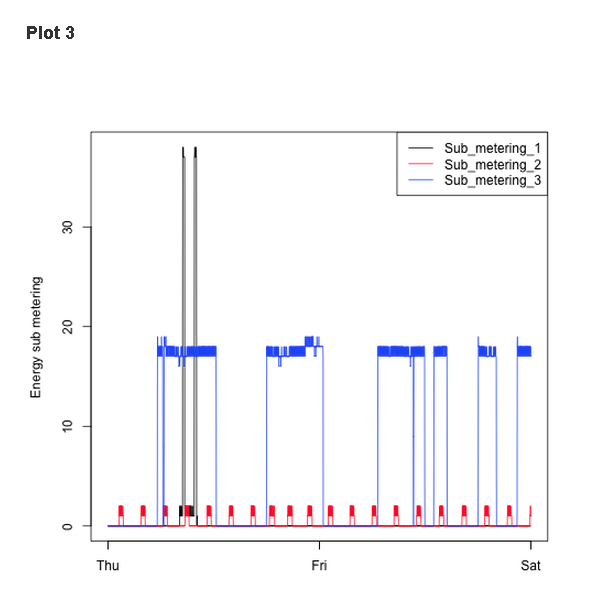 Plot 3
Sub_metering_1
Sub_metering_2
Sub_metering_3
Energy sub metering
30
20
10
0
Thu Fri Sat